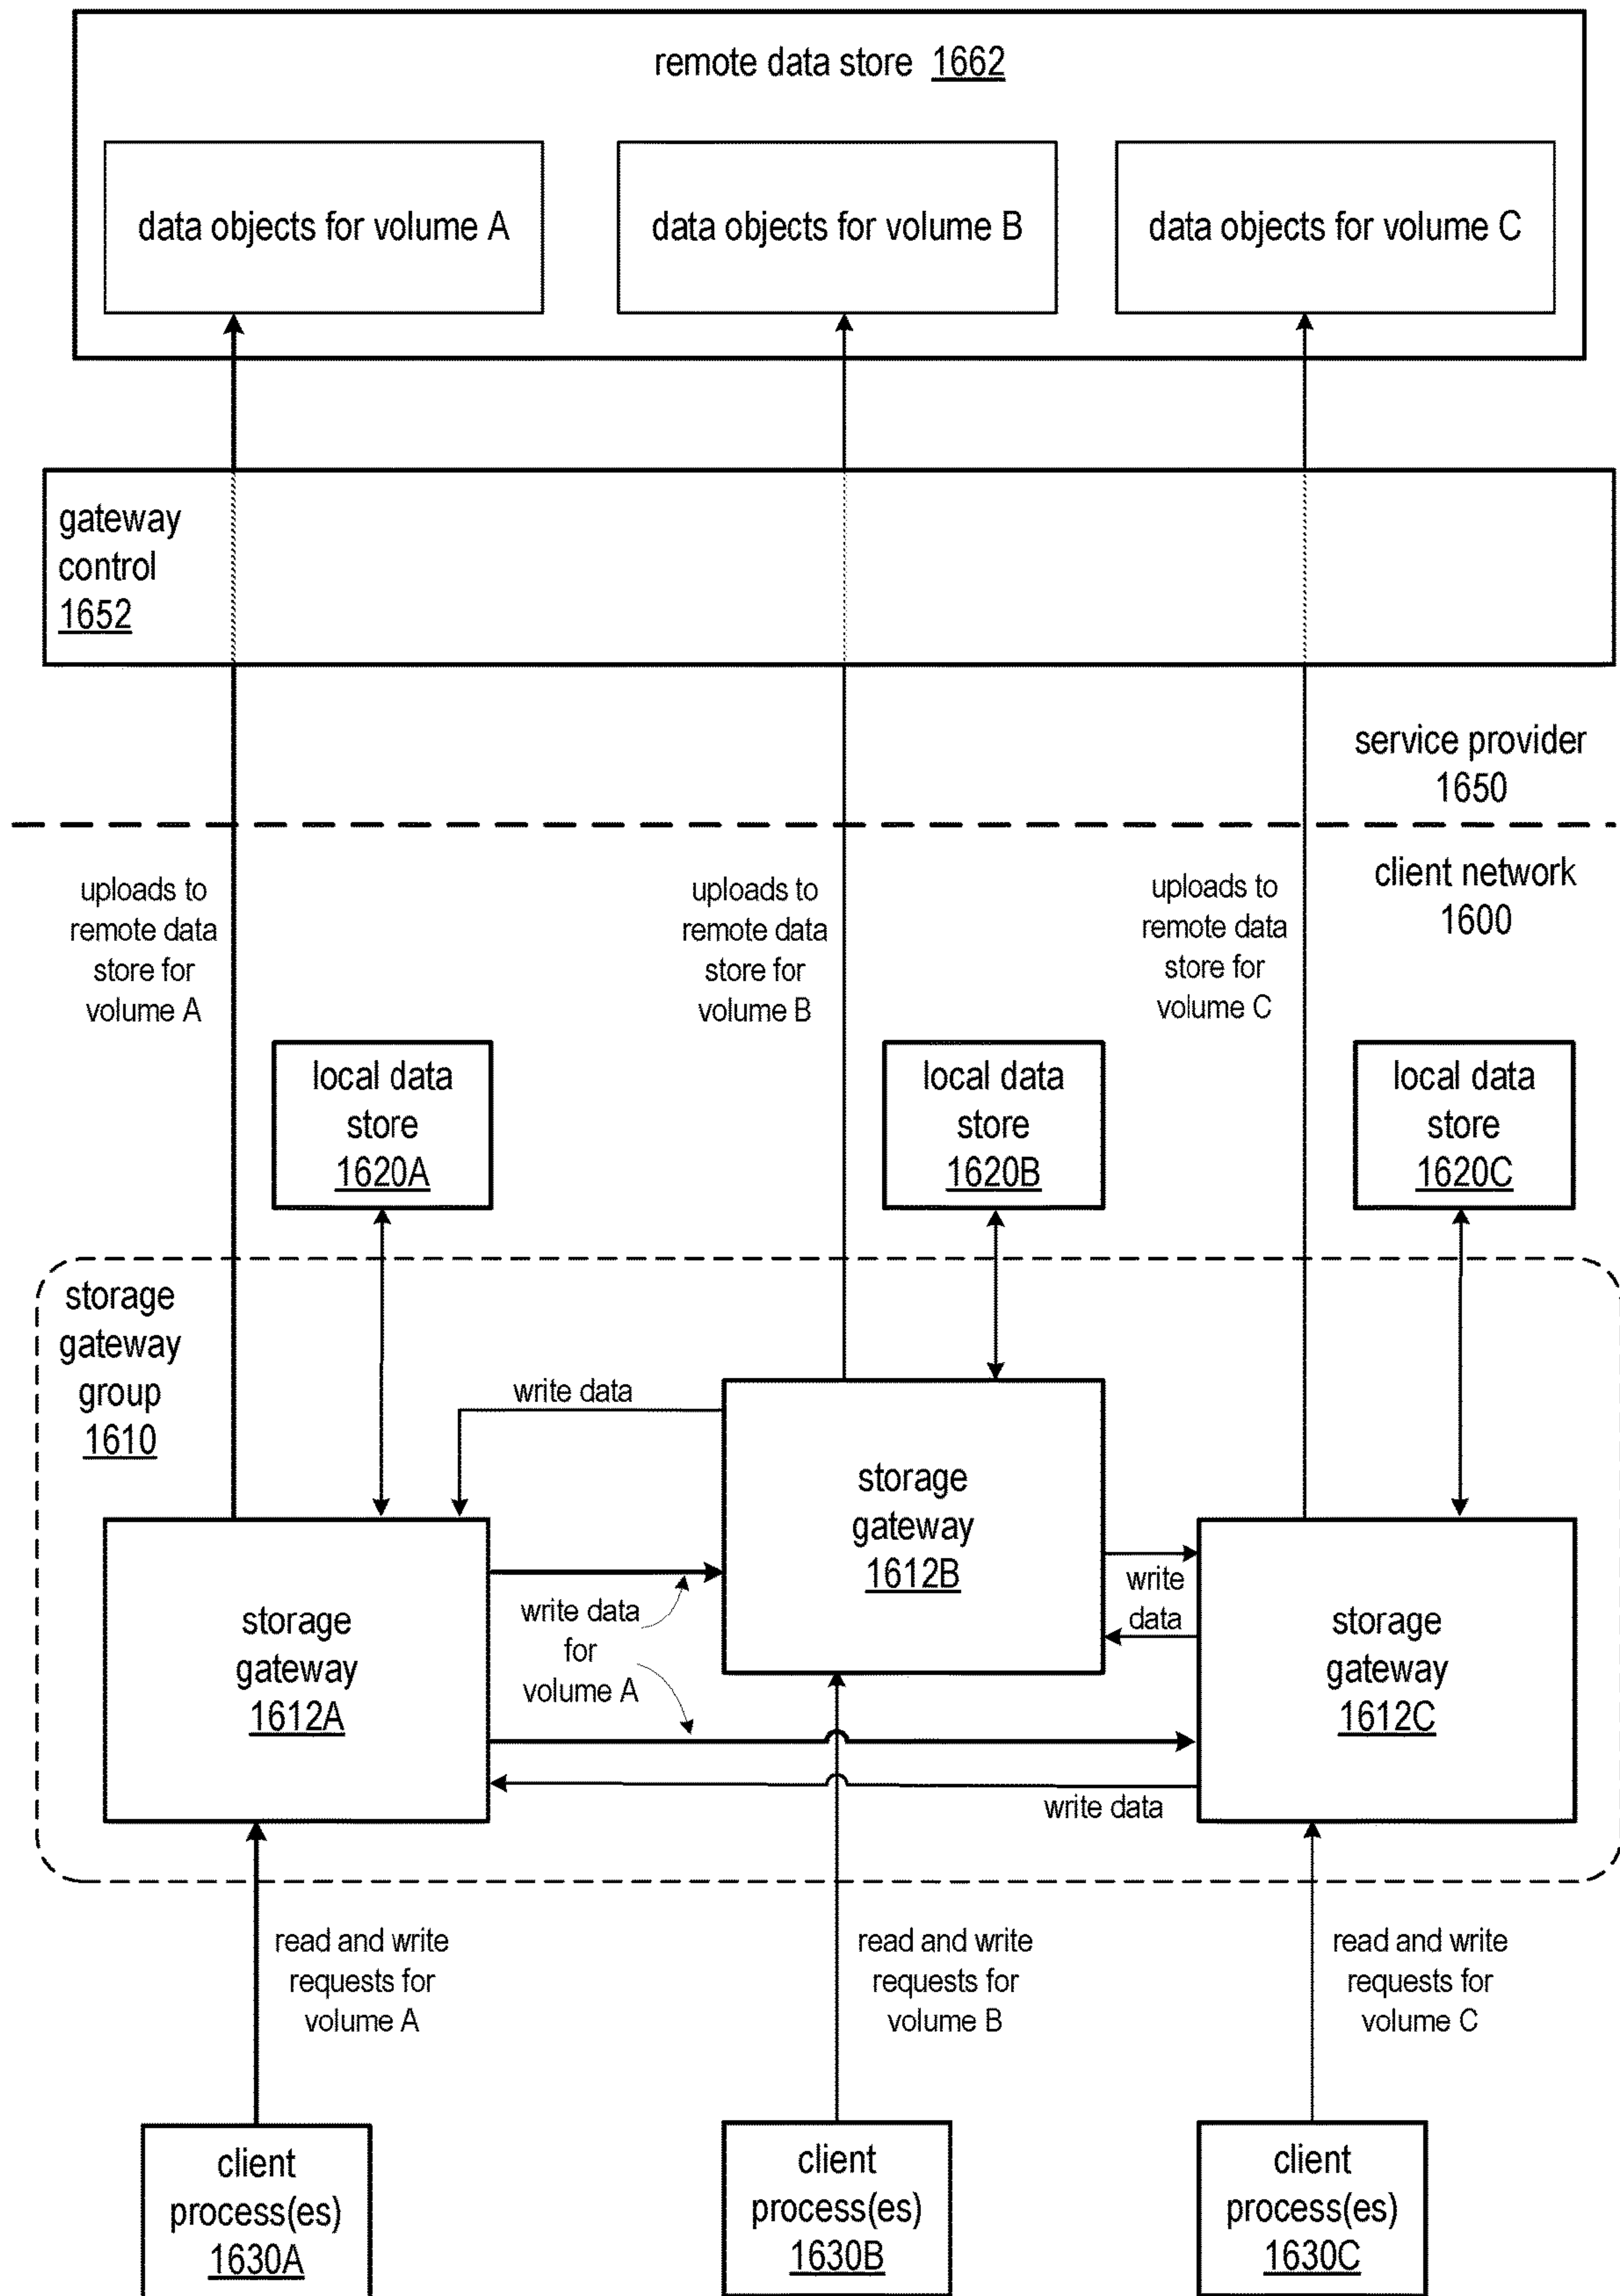 remote data store 1662
data objects for volume A
data objects for volume B
data objects for volume C
gateway
control
1652
service provider
1650
client network
1600
uploads to
remote data
store for
volume A
uploads to
remote data
store for
volume B
uploads to
remote data
store for
volume C
local data
store
1620A
local data
store
1620B
local data
store
1620C
storage
gateway
group
1610
write data
storage
gateway
1612B
write
data
write data
for
volume A
storage
gateway
1612A
storage
gateway
1612C
write data
read and write
requests for
volume A
read and write
requests for
volume B
read and write
requests for
volume C
client
process(es)
1630A
client
process(es)
1630B
client
process(es)
1630C